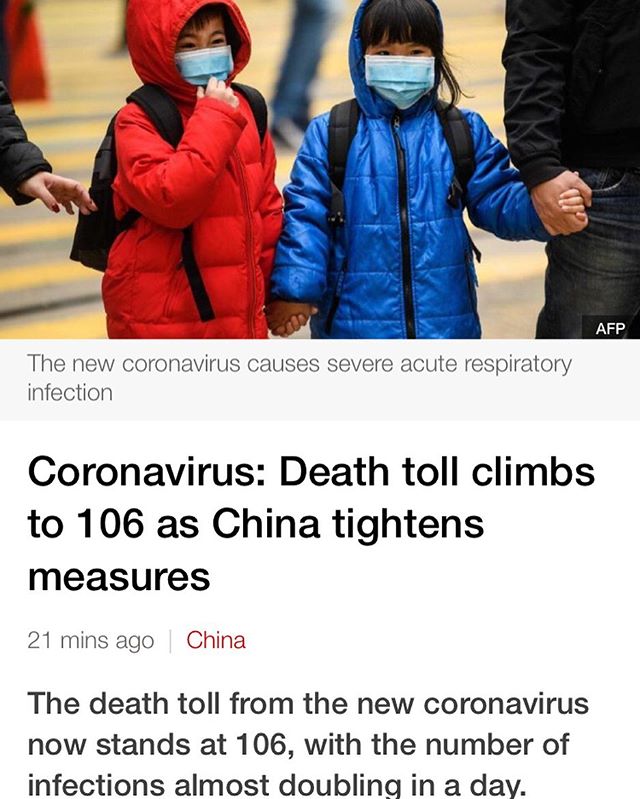 AFP
The new coronavirus causes severe acute respiratory
infection
Coronavirus: Death toll climbs
to 106 as China tightens
measures
21 mins ago | China
The death toll from the new coronavirus
now stands at 106, with the number of
infections almost doubling in a day.